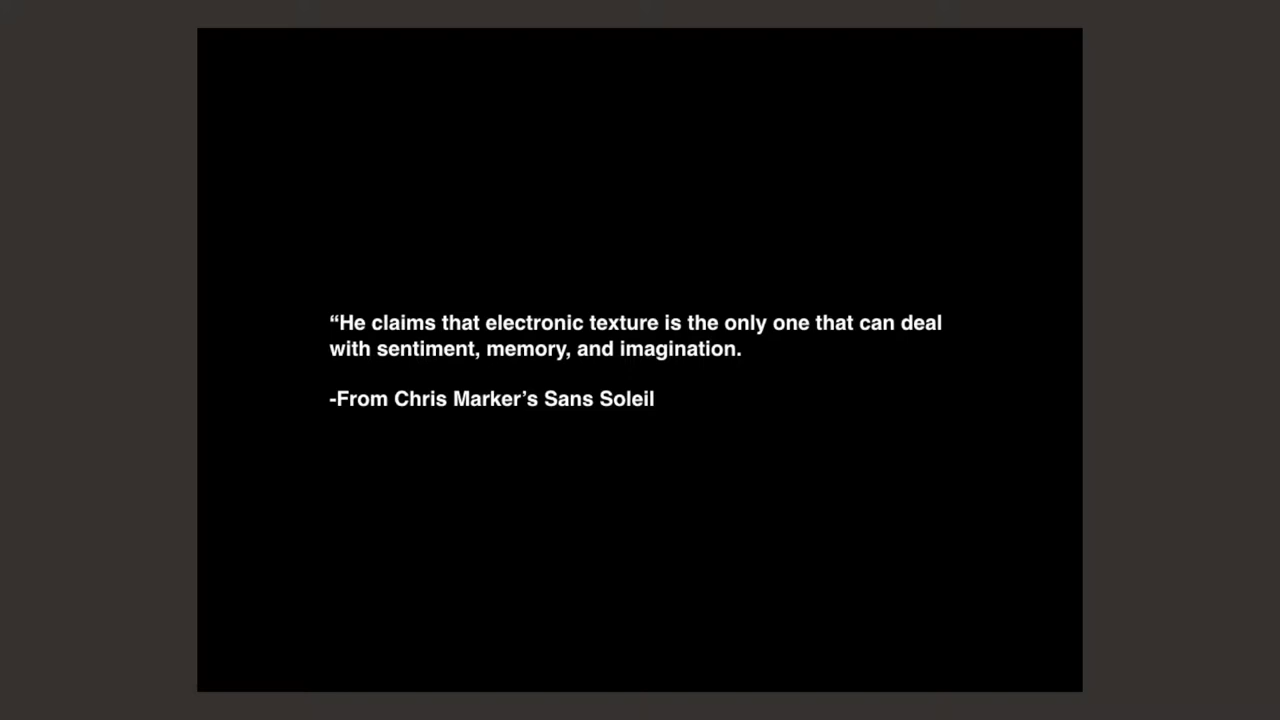 “He claims that electronic texture is the only one that can deal
with sentiment, memory, and imagination.
-From Chris Marker’s Sans Soleil